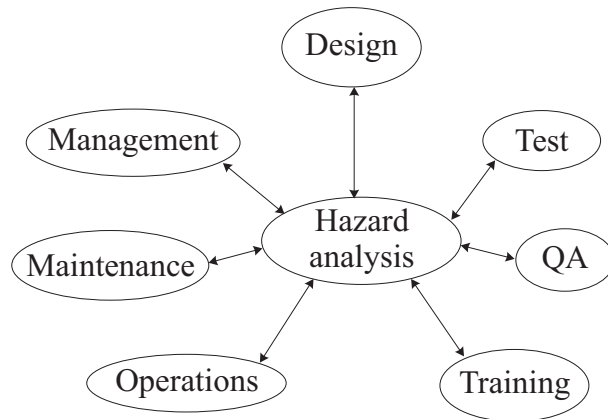 Design
Management
Test
Hazard
analysis
Maintenance
QA
Operations
Training